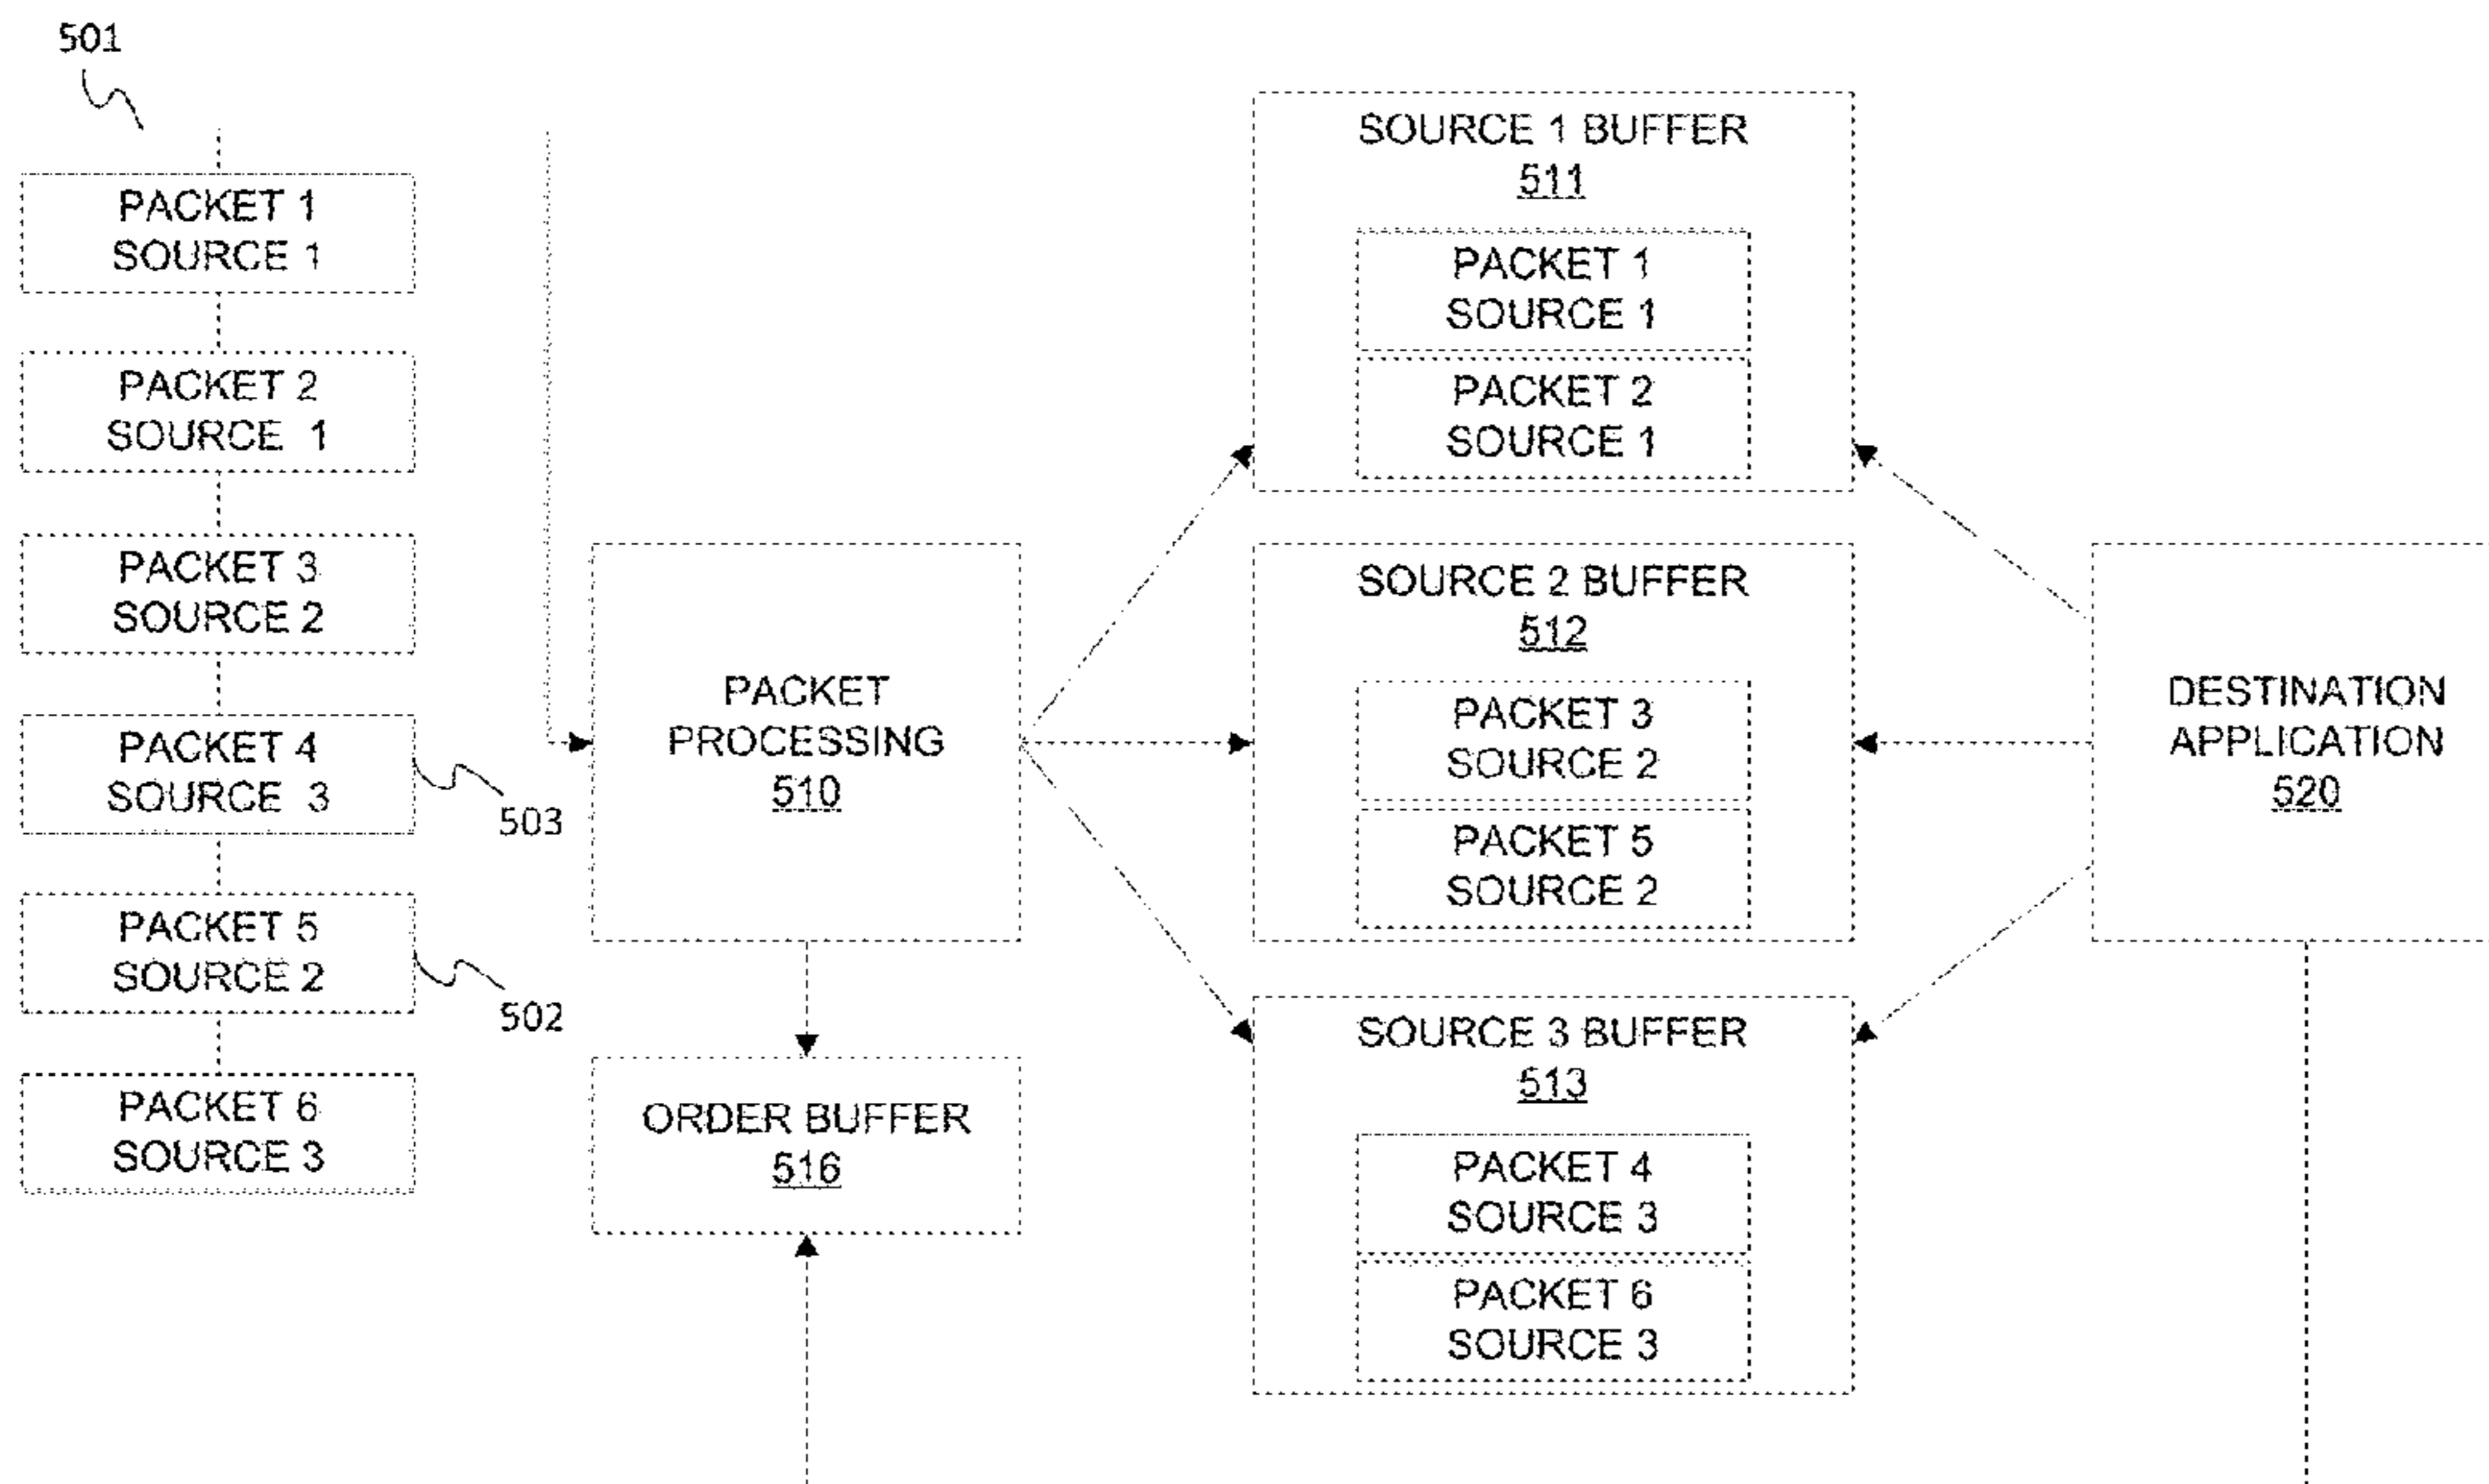 501
PACKET 1
SOURCE 1
PACKET 2
SOURCE 1
PACKET 3
SOURCE 2
PACKET 4
SOURCE 3
503
PACKET 5
SOURCE 2
502
PACKET 6
SOURCE 3
PACKET
PROCESSING
510
ORDER BUFFER
516
SOURCE 1 BUFFER
511
PACKET 1
SOURCE 1
PACKET 2
SOURCE 1
SOURCE 2 BUFFER
512
PACKET 3
SOURCE 2
PACKET 5
SOURCE 2
SOURCE 3 BUFFER
513
PACKET 4
SOURCE 3
PACKET 6
SOURCE 3
DESTINATION
APPLICATION
520